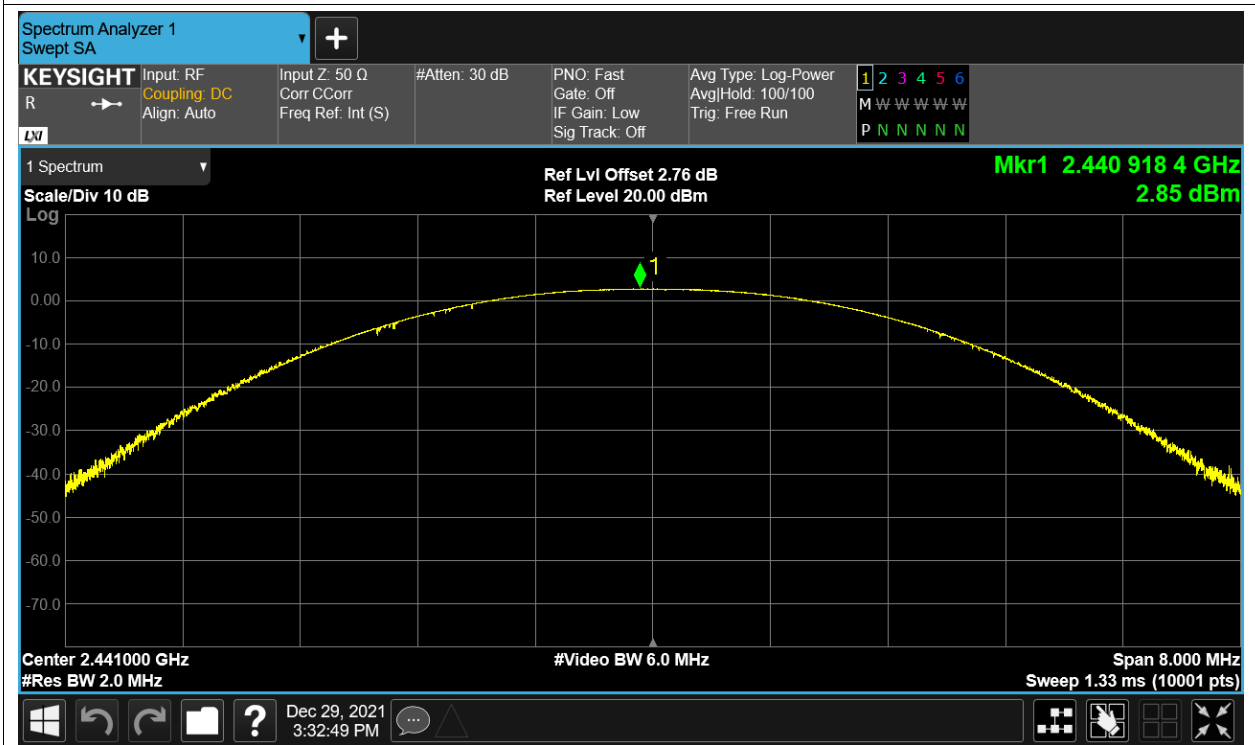 Spectrum Analyzer 1
Swept SA
KEYSIGHT
R
LXI
Input: RF
Coupling: DC
Align: Auto
Input Z: 50 Ω
Corr CCorr
Freq Ref: Int (S)
#Atten: 30 dB
PNO: Fast
Gate: Off
IF Gain: Low
Sig Track: Off
Avg Type: Log-Power
Avg|Hold: 100/100
Trig: Free Run
1 2 3 4 5 6
M W W W W W
P N N N N N
1 Spectrum
Scale/Div 10 dB
Ref Lvl Offset 2.76 dB
Ref Level 20.00 dBm
Mkr1 2.440 918 4 GHz
2.85 dBm
Log
10.0
0.00
-10.0
-20.0
-30.0
-40.0
-50.0
-60.0
-70.0
1
Center 2.441000 GHz
#Res BW 2.0 MHz
#Video BW 6.0 MHz
Span 8.000 MHz
Sweep 1.33 ms (10001 pts)
?
Dec 29, 2021
3:32:49 PM